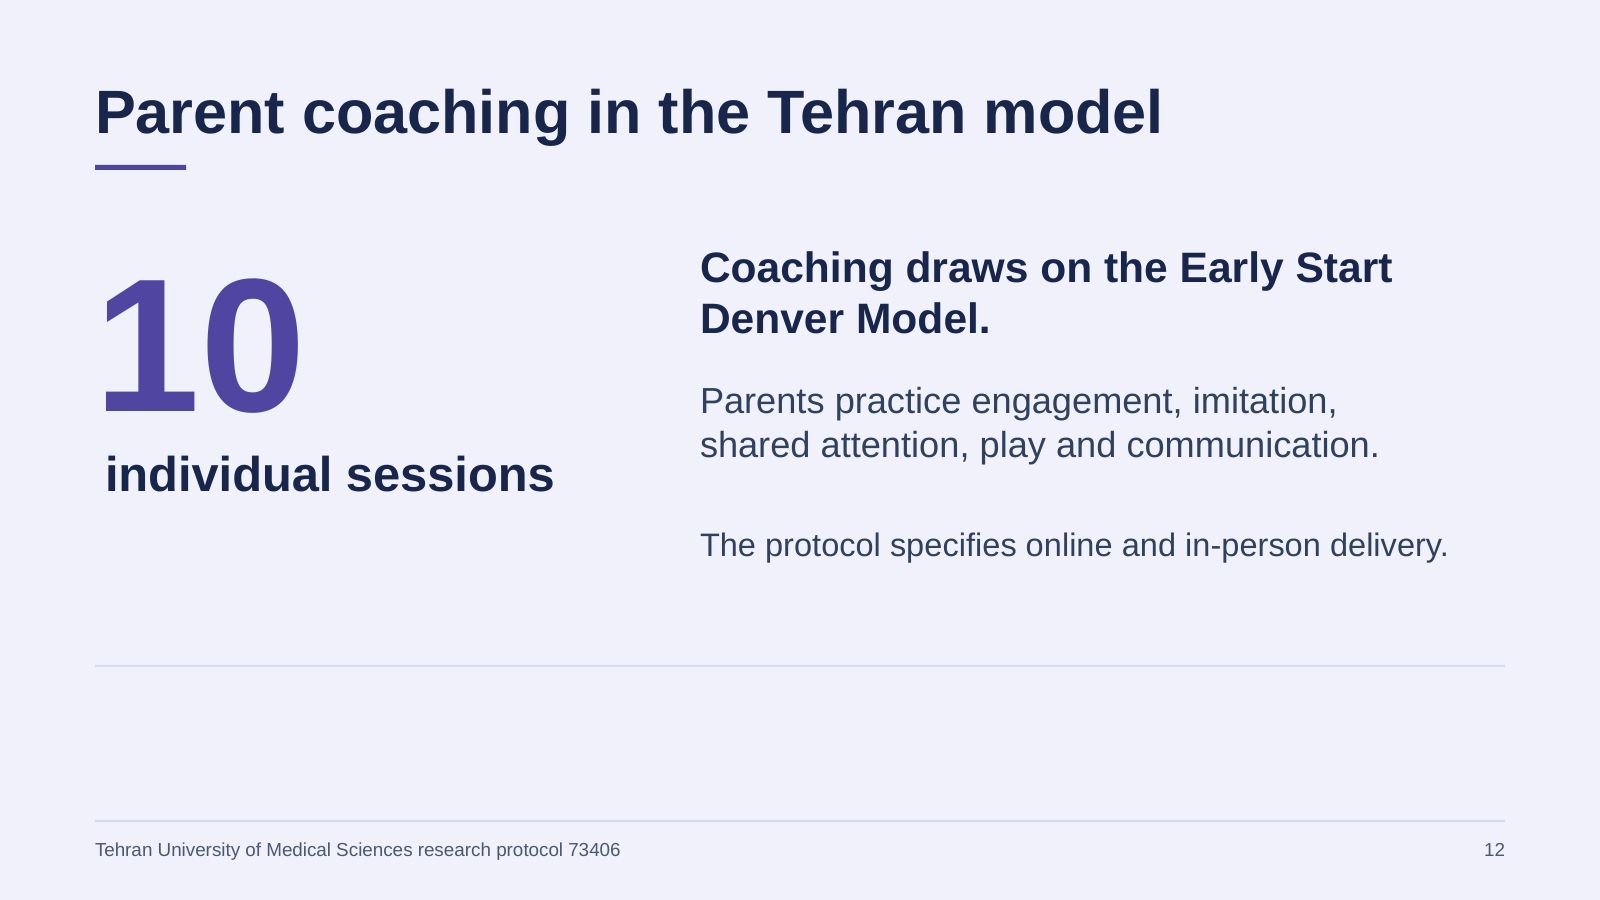 Parent coaching in the Tehran model
10
individual sessions
Coaching draws on the Early Start
Denver Model.
Parents practice engagement, imitation,
shared attention, play and communication.
The protocol specifies online and in-person delivery.
Tehran University of Medical Sciences research protocol 73406
12